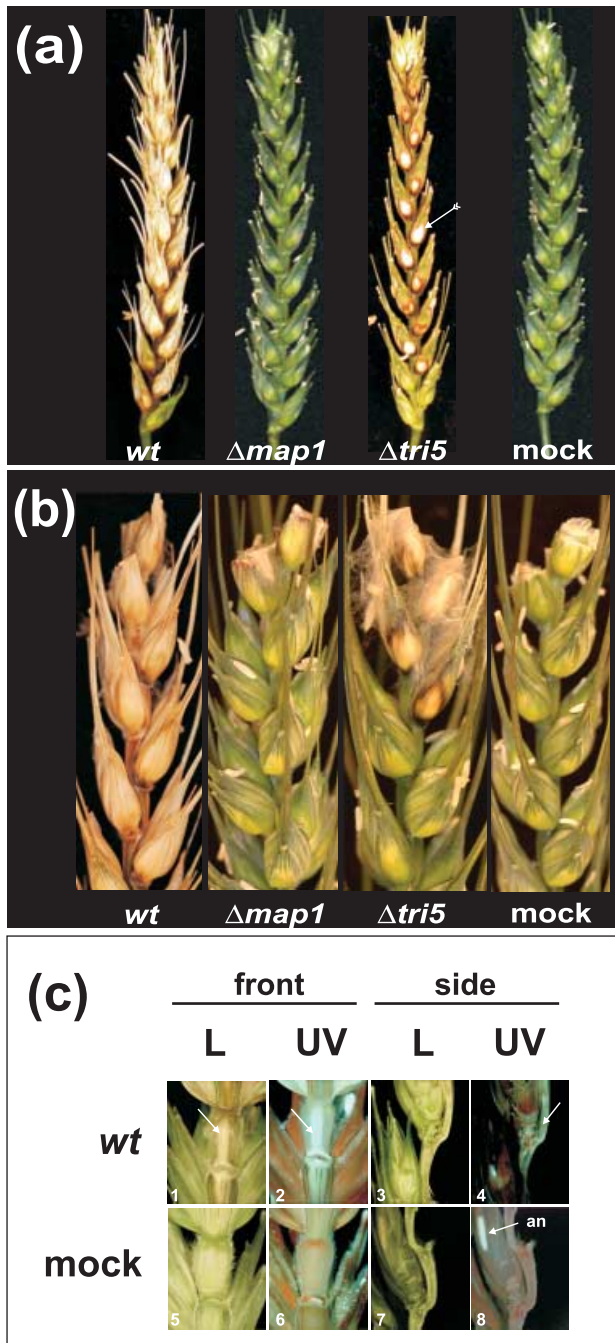 (a)
wt Δmap1 Δtri5 mock
(b)
wt Δmap1 Δtri5 mock
(c)
front side
L UV L UV
wt
1 2 3 4
an
mock
5 6 7 8